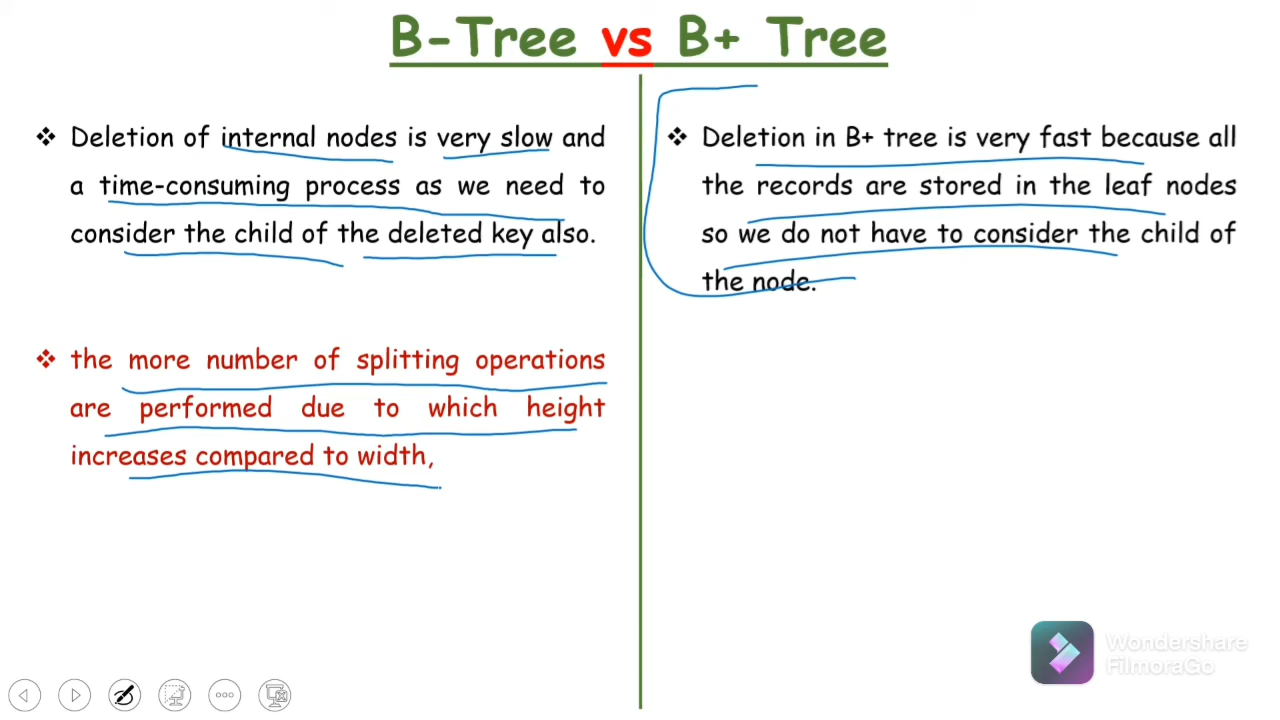 B-Tree vs B+ Tree
❖ Deletion of internal nodes is very slow and
a time-consuming process as we need to
consider the child of the deleted key also.
❖ the more number of splitting operations
are performed due to which height
increases compared to width,
❖ Deletion in B+ tree is very fast because all
the records are stored in the leaf nodes
so we do not have to consider the child of
the node.
Wondershare
FilmoraGo